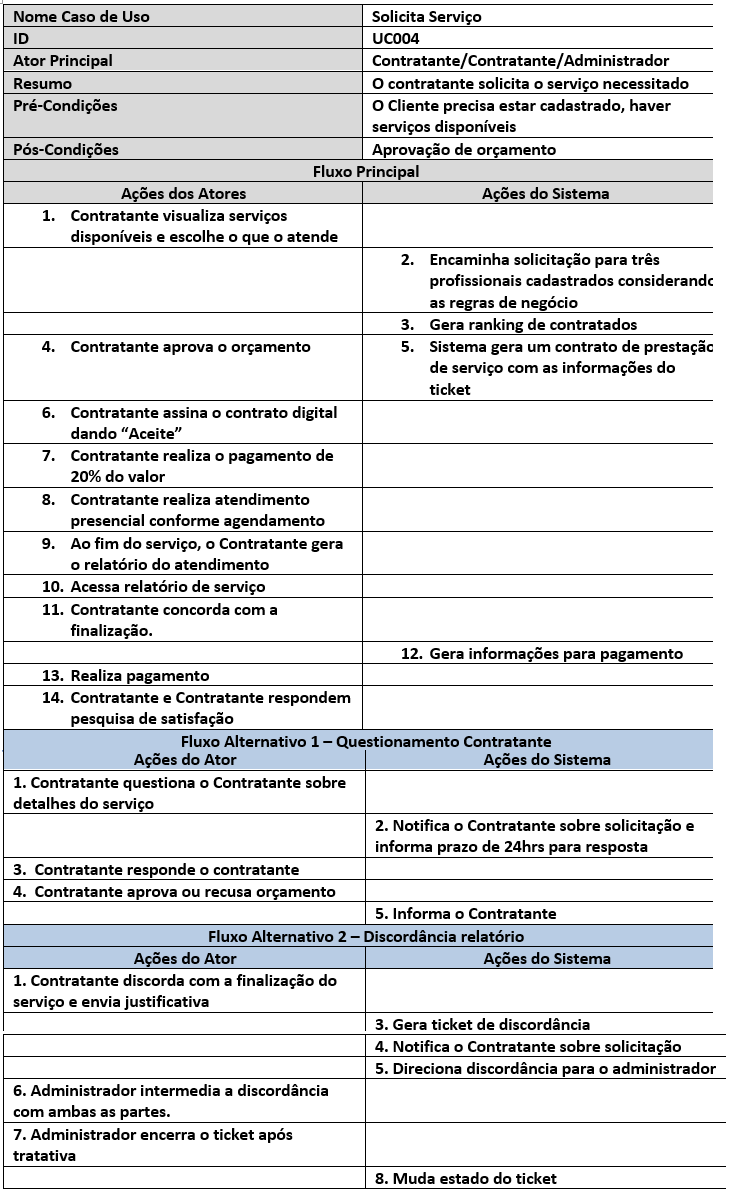 Nome Caso de Uso
Solicita Serviço
ID
UC004
Ator Principal
Contratante/Contratante/Administrador
Resumo
O contratante solicita o serviço necessitado
Pré-Condições
O Cliente precisa estar cadastrado, haver
serviços disponíveis
Pós-Condições
Aprovação de orçamento
Fluxo Principal
Ações dos Atores
Ações do Sistema
1. Contratante visualiza serviços
disponíveis e escolhe o que o atende
2. Encaminha solicitação para três
profissionais cadastrados considerando
as regras de negócio
3. Gera ranking de contratados
4. Contratante aprova o orçamento
5. Sistema gera um contrato de prestação
de serviço com as informações do
ticket
6. Contratante assina o contrato digital
dando “Aceite”
7. Contratante realiza o pagamento de
20% do valor
8. Contratante realiza atendimento
presencial conforme agendamento
9. Ao fim do serviço, o Contratante gera
o relatório do atendimento
10. Acessa relatório de serviço
11. Contratante concorda com a
finalização.
12. Gera informações para pagamento
13. Realiza pagamento
14. Contratante e Contratante respondem
pesquisa de satisfação
Fluxo Alternativo 1 – Questionamento Contratante
Ações do Ator
Ações do Sistema
1. Contratante questiona o Contratante sobre
detalhes do serviço
2. Notifica o Contratante sobre solicitação e
informa prazo de 24hrs para resposta
3. Contratante responde o contratante
4. Contratante aprova ou recusa orçamento
5. Informa o Contratante
Fluxo Alternativo 2 – Discordância relatório
Ações do Ator
Ações do Sistema
1. Contratante discorda com a finalização do
serviço e envia justificativa
3. Gera ticket de discordância
4. Notifica o Contratante sobre solicitação
5. Direciona discordância para o administrador
6. Administrador intermedia a discordância
com ambas as partes.
7. Administrador encerra o ticket após
tratativa
8. Muda estado do ticket